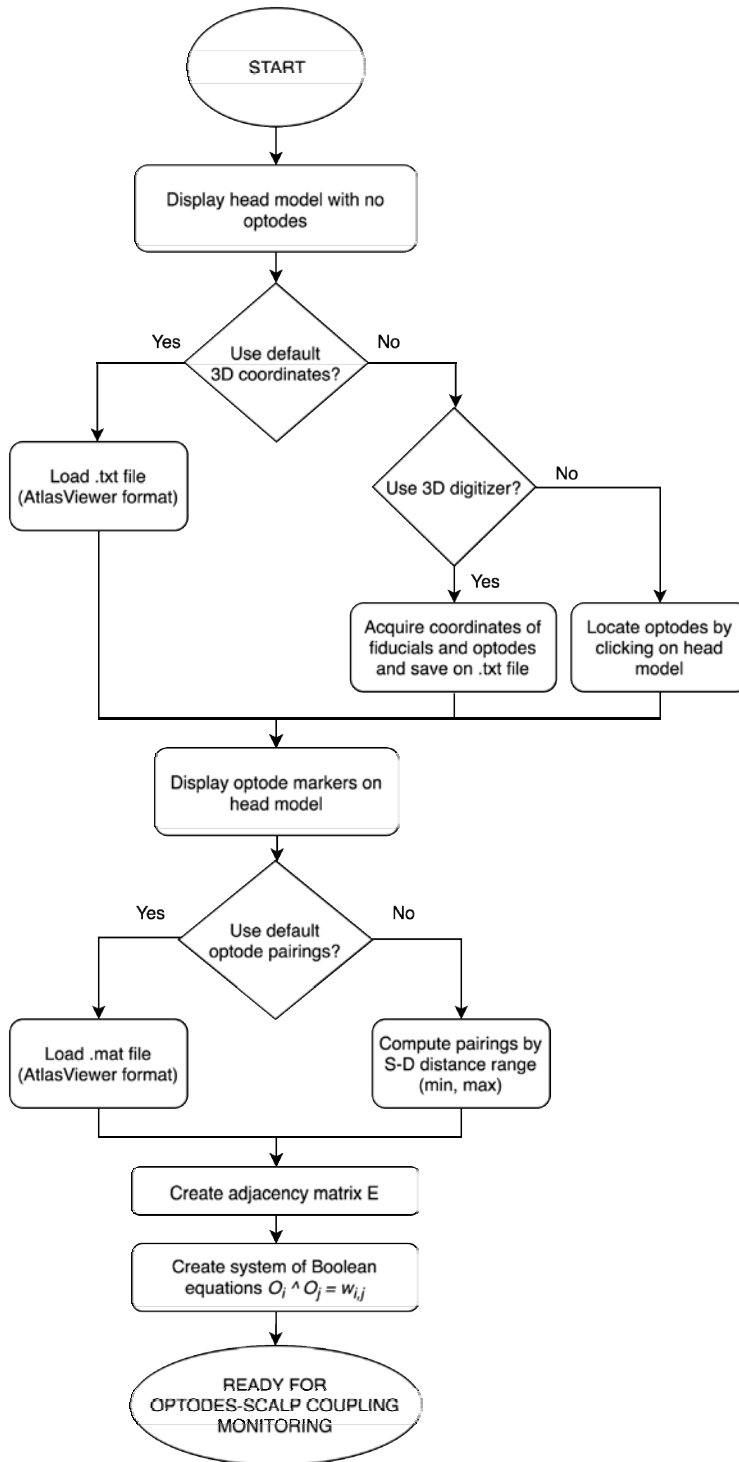 START
Display head model with no
optodes
Yes
No
Use default
3D coordinates?
Load .txt file
(AtlasViewer format)
No
Use 3D digitizer?
Yes
Acquire coordinates of
fiducials and optodes
and save on .txt file
Locate optodes by
clicking on head
model
Display optode markers on
head model
Yes
No
Use default
optode pairings?
Load .mat file
(AtlasViewer format)
Compute pairings by
S-D distance range
(min, max)
Create adjacency matrix E
Create system of Boolean
equations O_i ^ O_j = w_{i,j}
READY FOR
OPTODES-SCALP COUPLING
MONITORING